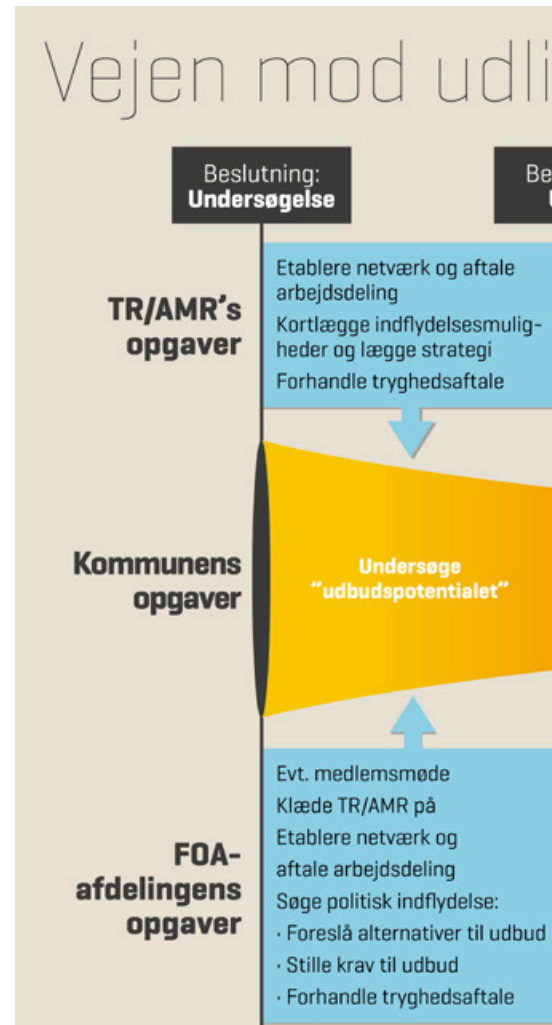 Vejen mod udli
Beslutning:
Undersøgelse
Be
TR/AMR's
opgaver
Etablere netværk og aftale
arbejdsdeling
Kortlægge indflydelsesmulig-
heder og lægge strategi
Forhandle tryghedsaftale
Kommunens
opgaver
Undersøge
"udbudspotentialet"
FOA-
afdelingens
opgaver
Evt. medlemsmøde
Klæde TR/AMR på
Etablere netværk og
aftale arbejdsdeling
Søge politisk indflydelse:
· Foreslå alternativer til udbud
· Stille krav til udbud
· Forhandle tryghedsaftale